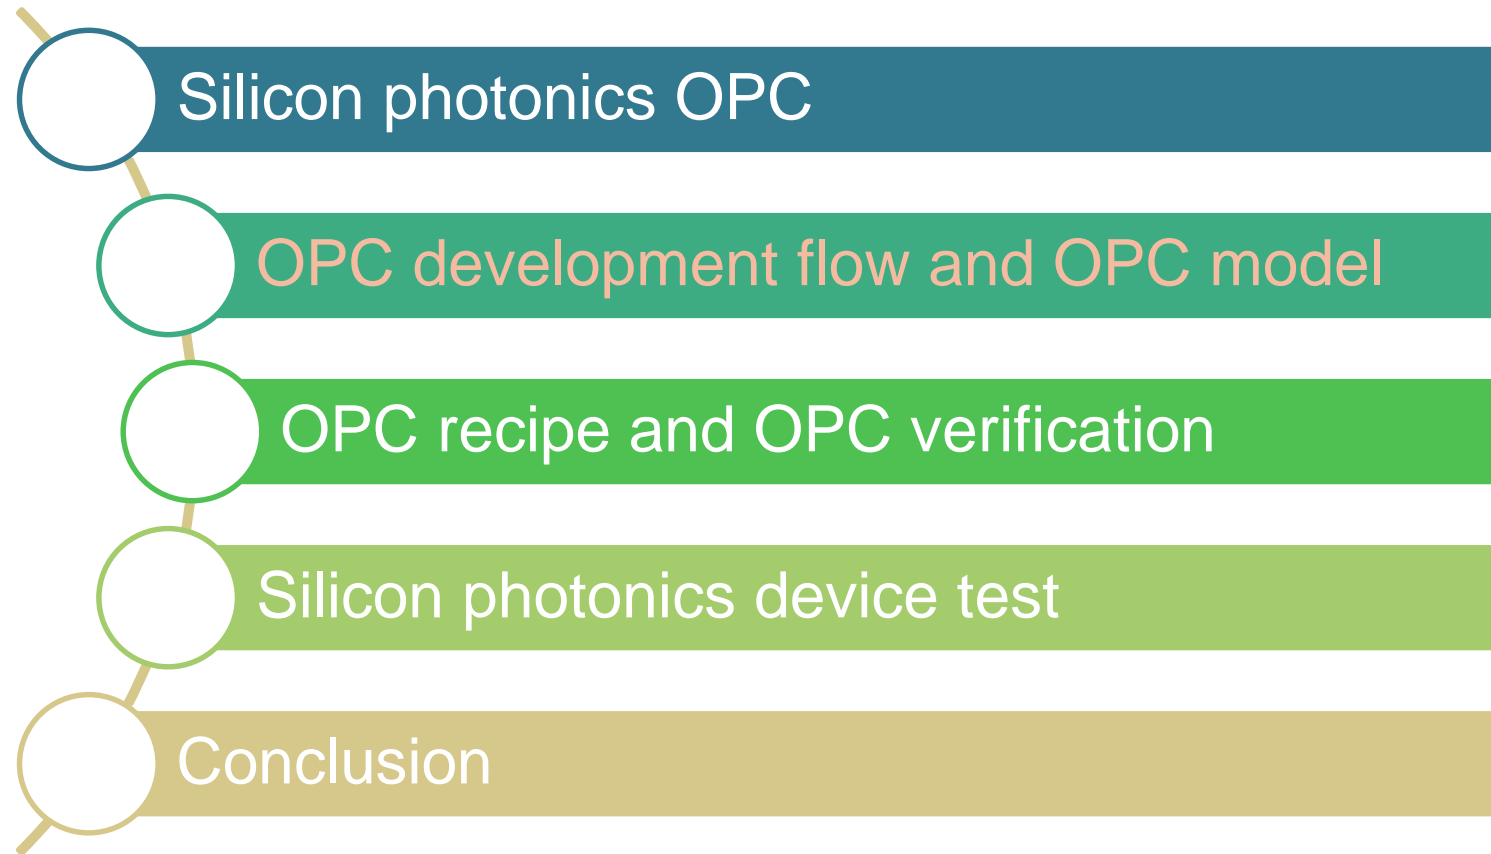 Silicon photonics OPC
OPC development flow and OPC model
OPC recipe and OPC verification
Silicon photonics device test
Conclusion